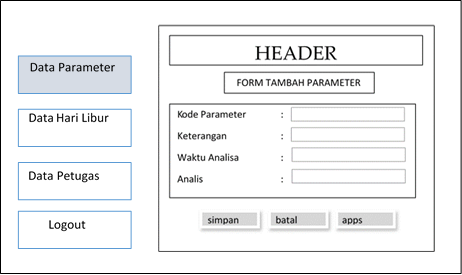 Data Parameter
Data Hari Libur
Data Petugas
Logout
HEADER
FORM TAMBAH PARAMETER
Kode Parameter :
Keterangan :
Waktu Analisa :
Analis :
simpan batal apps